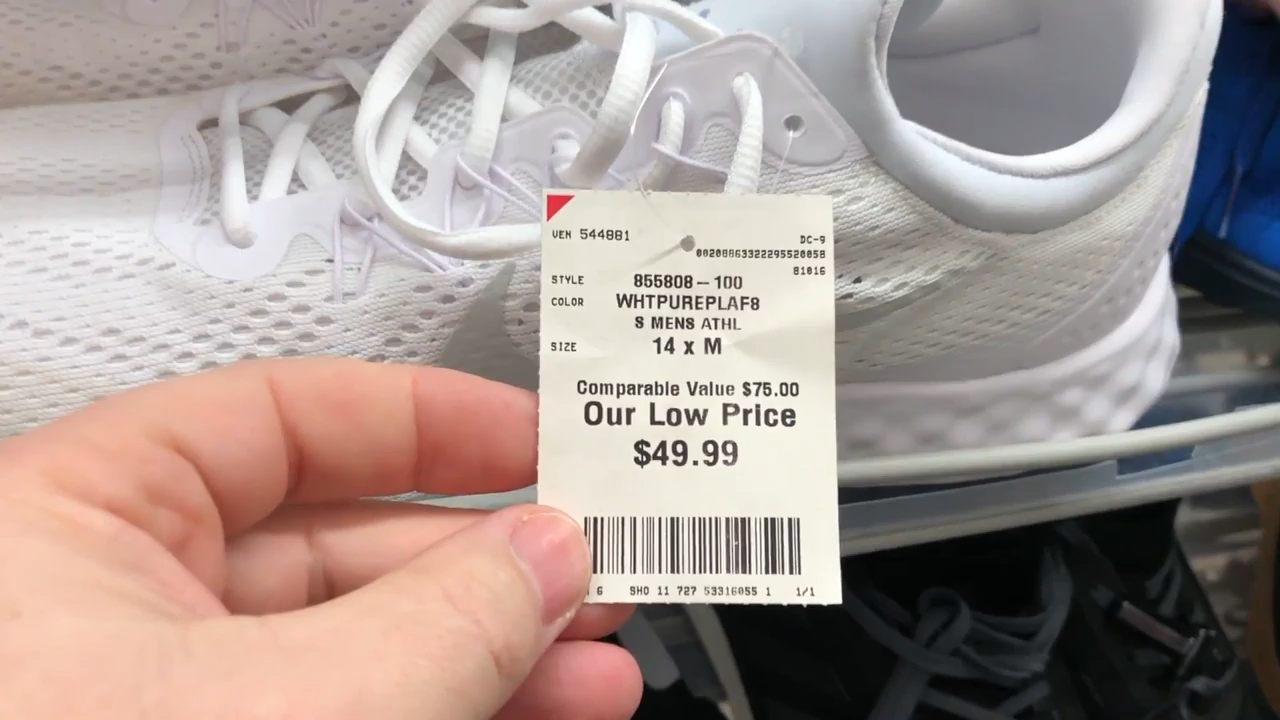 VEN 544881
DC-9
00208863322295520058
81016
STYLE 855808-100
COLOR WHTPUREPLAF8
S MENS ATHL
SIZE 14 x M
Comparable Value $75.00
Our Low Price
$49.99
G SHO 11 727 53316055 1 1/1